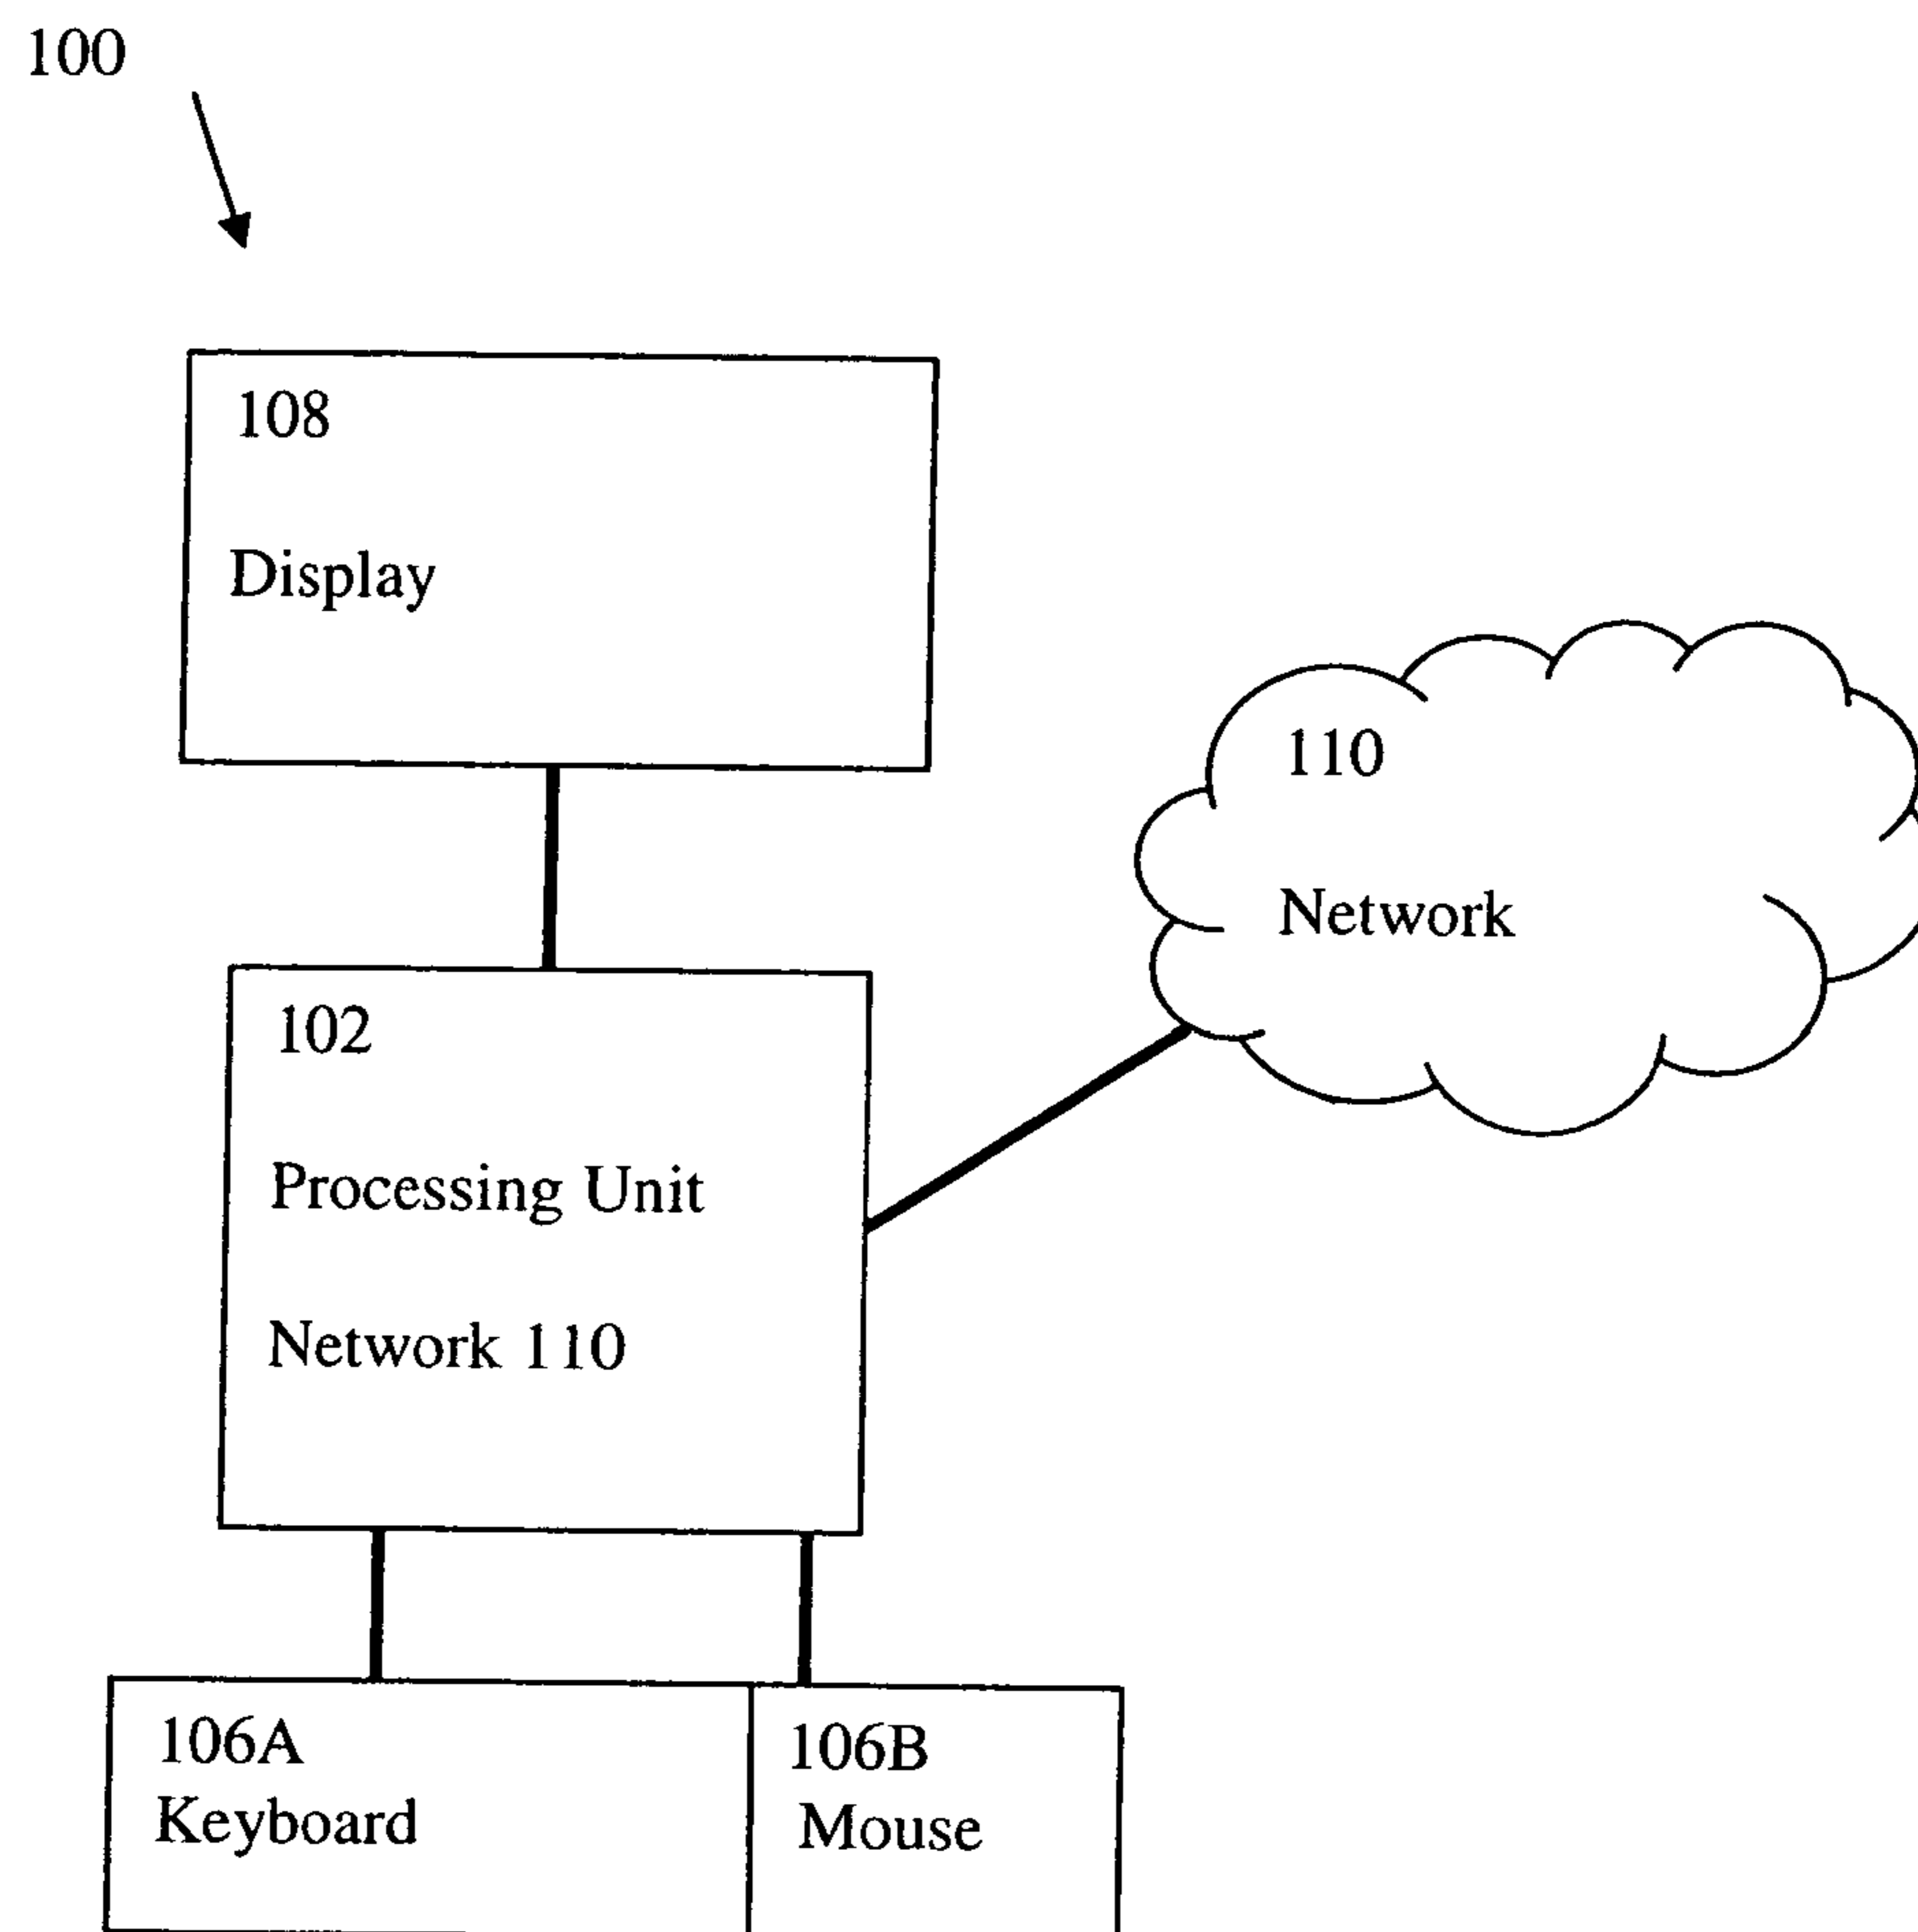 100
108
Display
110
Network
102
Processing Unit
Network 110
106A
Keyboard
106B
Mouse